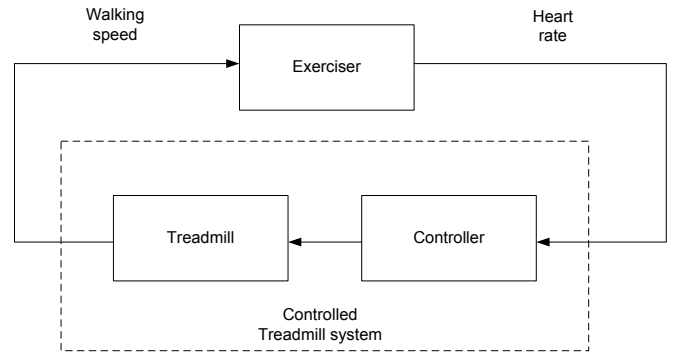 Walking
speed
Heart
rate
Exerciser
Treadmill
Controller
Controlled
Treadmill system